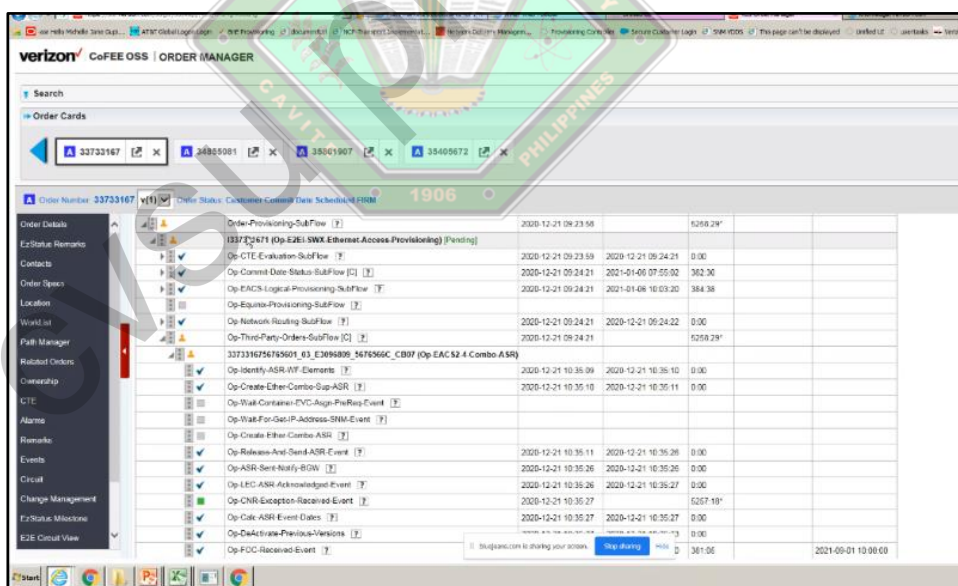 verizon✓ CoFEE OSS | ORDER MANAGER
Search
Order Cards
A 33733167 A 34855081 A 35801907 A 35405672
CAVITE PHILIPPINES
1906
cvsup
A Order Number 33733167 v(1) Order Status: Customer Commit Date Scheduled FIRM
Order Details
EzStatus Remarks
Contacts
Order Specs
Location
WorkList
Path Manager
Related Orders
Ownership
CTE
Alarms
Remarks
Events
Circuit
Change Management
EzStatus Milestone
E2E Circuit View
Order-Provisioning-SubFlow [?] 2020-12-21 09:23:58
(Op-E2EI-SWX-Ethernet-Access-Provisioning) [Pending]
Op-CTE-Evaluation-SubFlow [?] 2020-12-21 09:23:59 2020-12-21 09:24:21 0:00
Op-Commit-Date-Status-SubFlow [C] [?] 2020-12-21 09:24:21 2021-01-06 07:55:02 382:30
Op-EACS-Logical-Provisioning-SubFlow [?] 2020-12-21 09:24:21 2021-01-06 10:03:20 384:38
Op-Equinix-Provisioning-SubFlow [?]
Op-Network-Routing-SubFlow [?] 2020-12-21 09:24:21 2020-12-21 09:24:22 0:00
Op-Third-Party-Orders-SubFlow [C] [?] 2020-12-21 09:24:21
(Op-EACS2.4-Combo-ASR)
Op-Identify-ASR-WF-Elements [?] 2020-12-21 10:35:09 2020-12-21 10:35:10 0:00
Op-Create-Ether-Combo-Sup-ASR [?] 2020-12-21 10:35:10 2020-12-21 10:35:11 0:00
Op-Wait-Container-EVC-Asgn-PreReq-Event [?]
Op-Wait-For-Get-IP-Address-SNM-Event [?]
Op-Create-Ether-Combo-ASR [?]
Op-Release-And-Send-ASR-Event [?] 2020-12-21 10:35:11 2020-12-21 10:35:26 0:00
Op-ASR-Sent-Notify-BGW [?] 2020-12-21 10:35:26 2020-12-21 10:35:26 0:00
Op-LEC-ASR-Acknowledged-Event [?] 2020-12-21 10:35:26 2020-12-21 10:35:27 0:00
Op-CNR-Exception-Received-Event [?] 2020-12-21 10:35:27 5257:18*
Op-Calc-ASR-Event-Dates [?] 2020-12-21 10:35:27 2020-12-21 10:35:27 0:00
Op-DeActivate-Previous-Versions [?] 0:00
Op-FOC-Received-Event [?] 381:06 2021-09-01 10:00:00
bluejeans.com is sharing your screen. Stop sharing Hide
Start